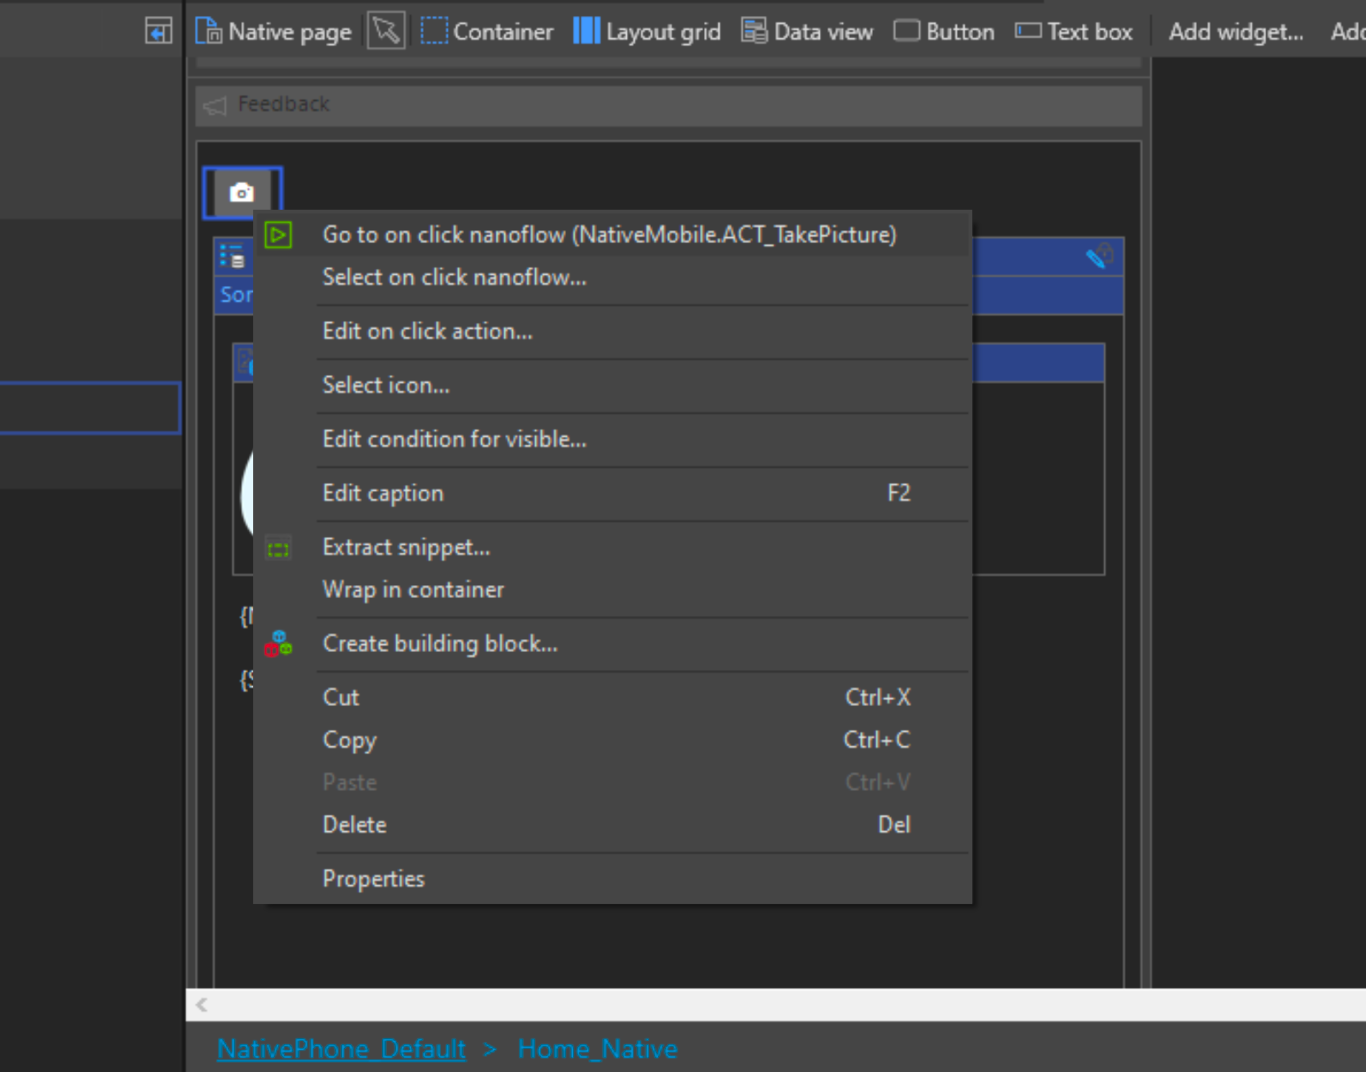 Native page Container Layout grid Data view Button Text box Add widget...
Feedback
Go to on click nanoflow (NativeMobile.ACT_TakePicture)
Select on click nanoflow...
Edit on click action...
Select icon...
Edit condition for visible...
Edit caption F2
Extract snippet...
Wrap in container
Create building block...
Cut Ctrl+X
Copy Ctrl+C
Paste Ctrl+V
Delete Del
Properties
NativePhone_Default > Home_Native